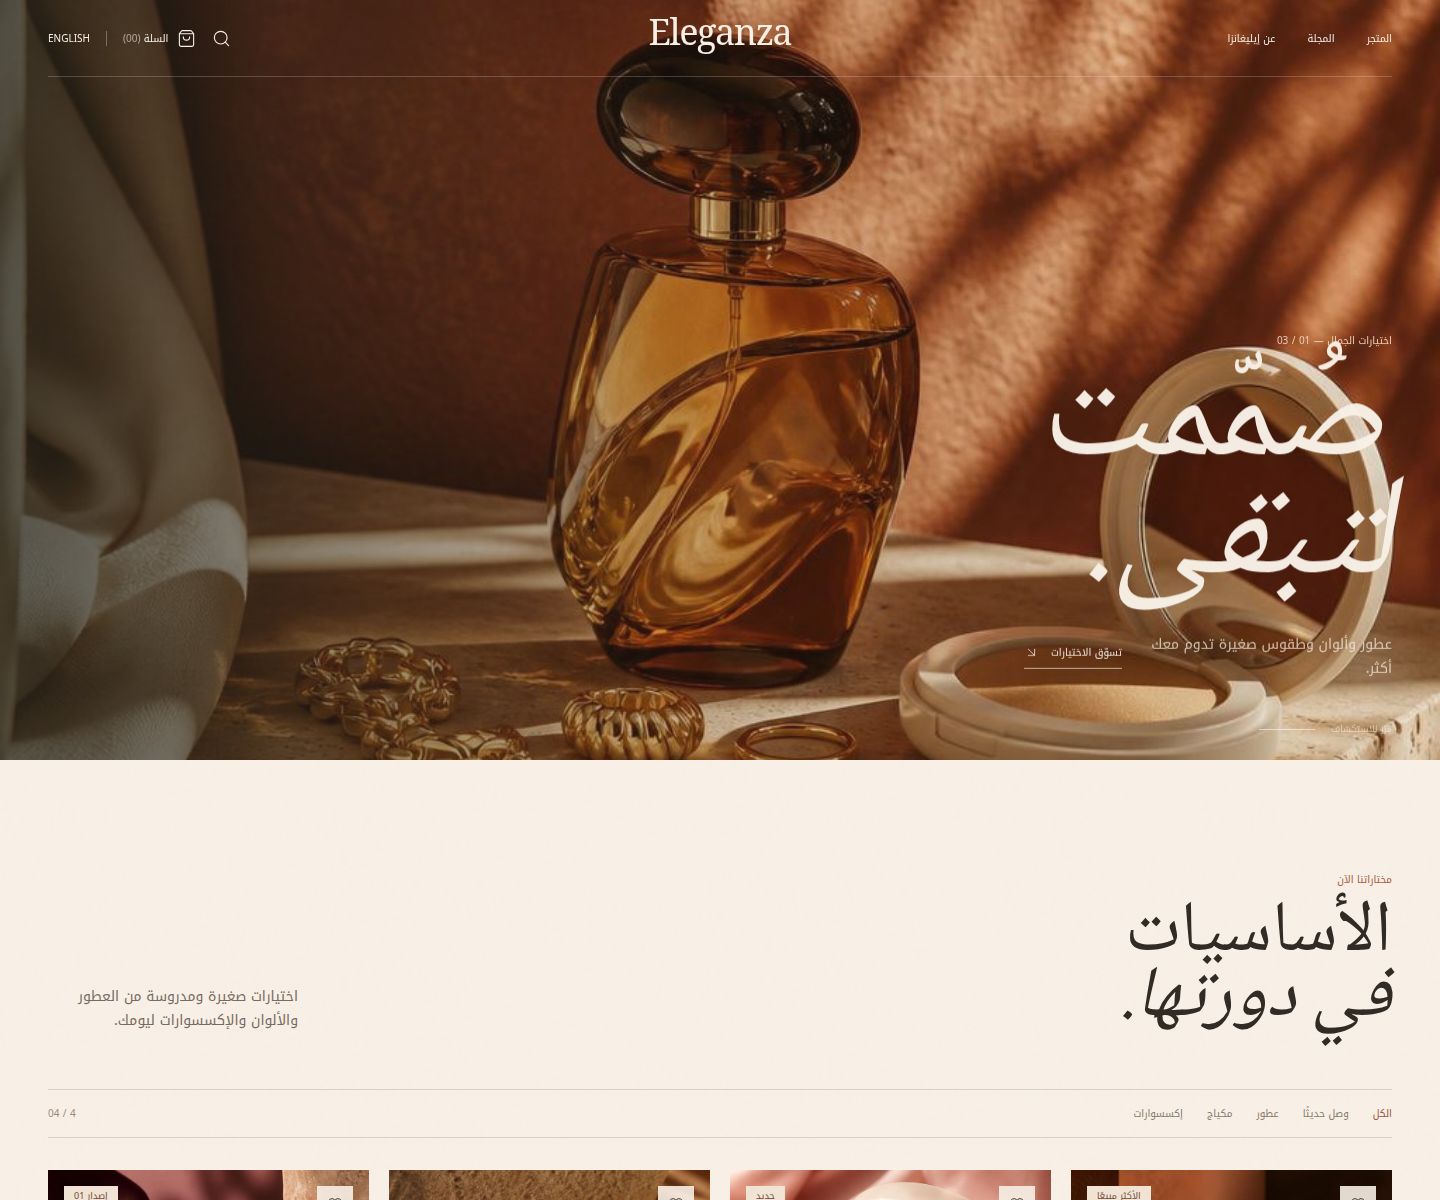 المتجر
المجلة
عن إيليغانزا
Eleganza
السلة (00)
ENGLISH
اختيارات الجمال — 01 / 03
صُمّمت
لتبقى.
عطور وألوان وطقوس صغيرة تدوم معك
أكثر.
تسوّق الاختيارات
للاستكشاف
مختاراتنا الآن
الأساسيات
في دورتها.
اختيارات صغيرة ومدروسة من العطور
والألوان والإكسسوارات ليومك.
الكل
وصل حديثًا
عطور
مكياج
إكسسوارات
04 / 4
الأكثر مبيعًا
جديد
إصدار 01